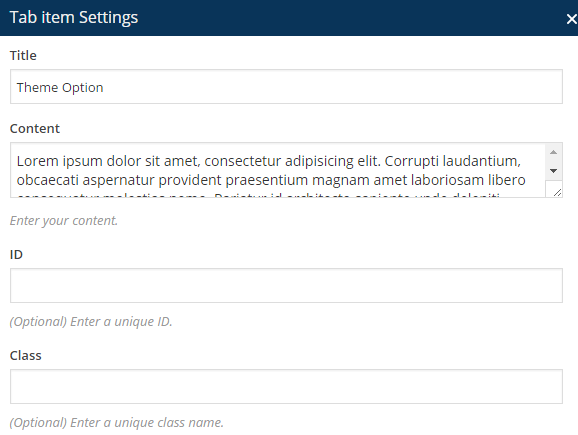 Tab item Settings
Title
Theme Option
Content
Lorem ipsum dolor sit amet, consectetur adipisicing elit. Corrupti laudantium,
obcaecati aspernatur provident praesentium magnam amet laboriosam libero
Enter your content.
ID
(Optional) Enter a unique ID.
Class
(Optional) Enter a unique class name.